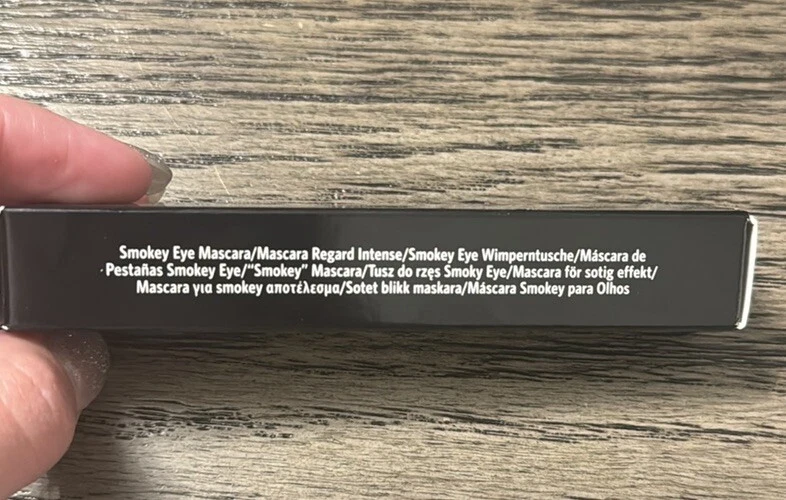 Smokey Eye Mascara/Mascara Regard Intense/Smokey Eye Wimperntusche/Máscara de
Pestañas Smokey Eye/"Smokey" Mascara/Tusz do rzęs Smoky Eye/Mascara för sotig effekt/
Mascara για smokey αποτέλεσμα/Sotet blikk maskara/Máscara Smokey para Olhos